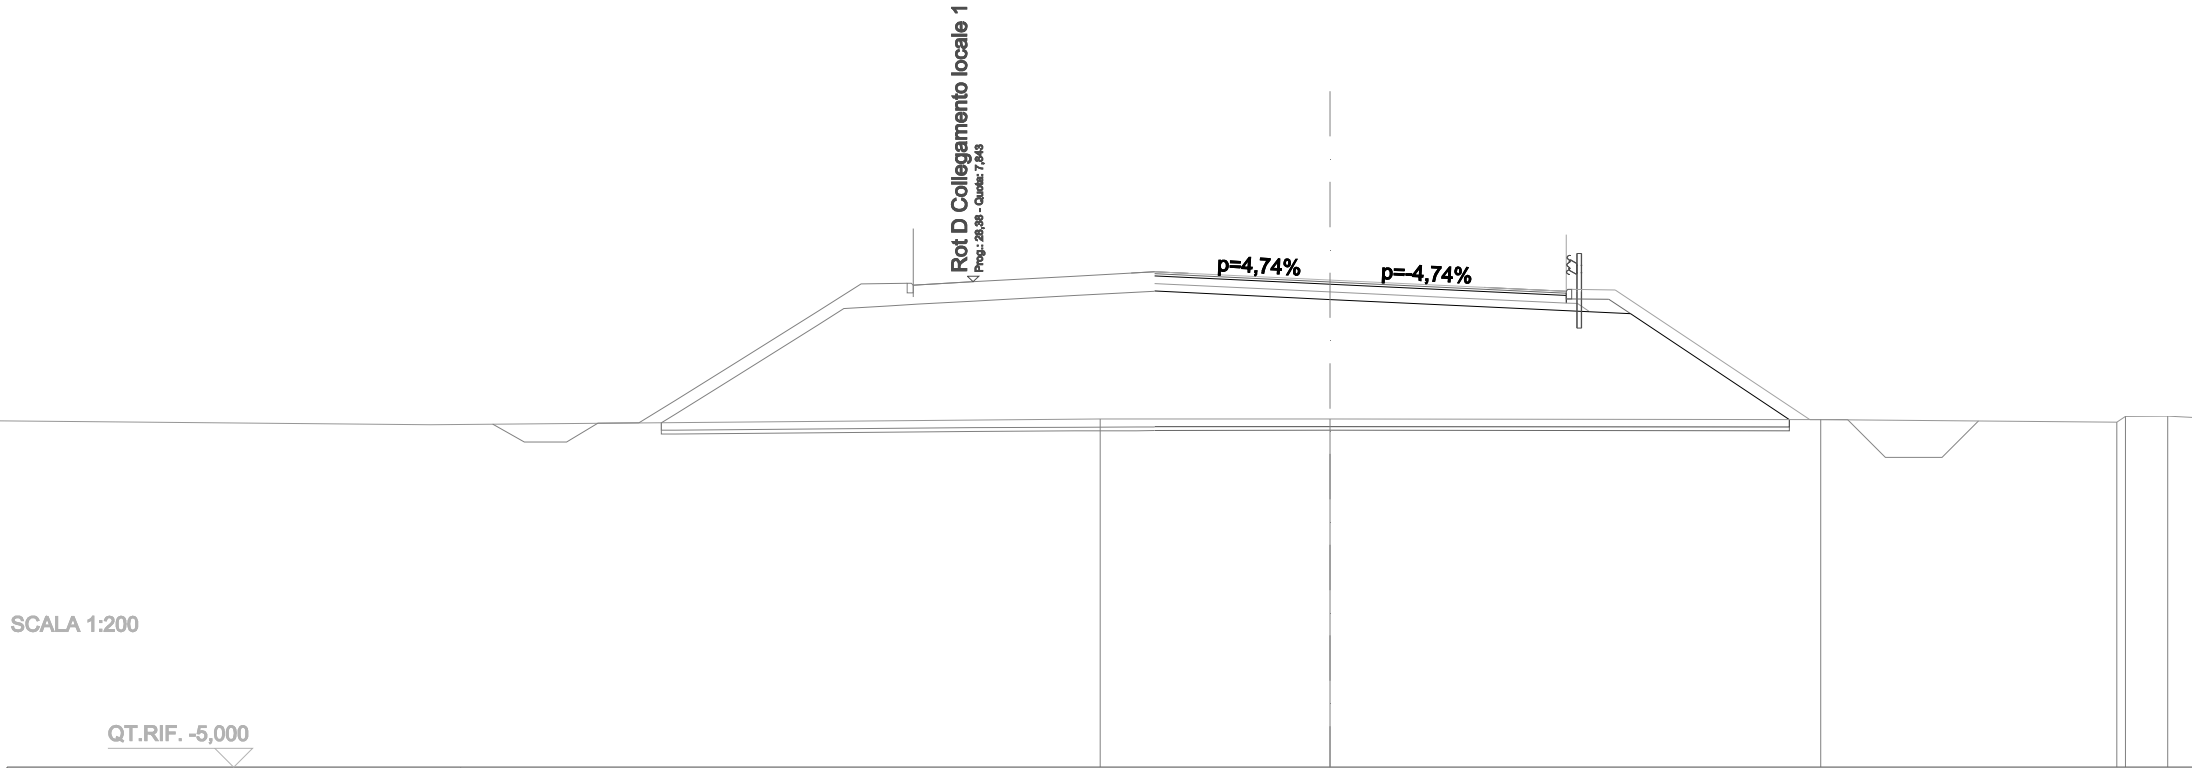 Rot D Collegamento locale 1
Prog.: 28,38 - Quota: 7,843
p=4,74%
p=-4,74%
SCALA 1:200
QT.RIF. -5,000